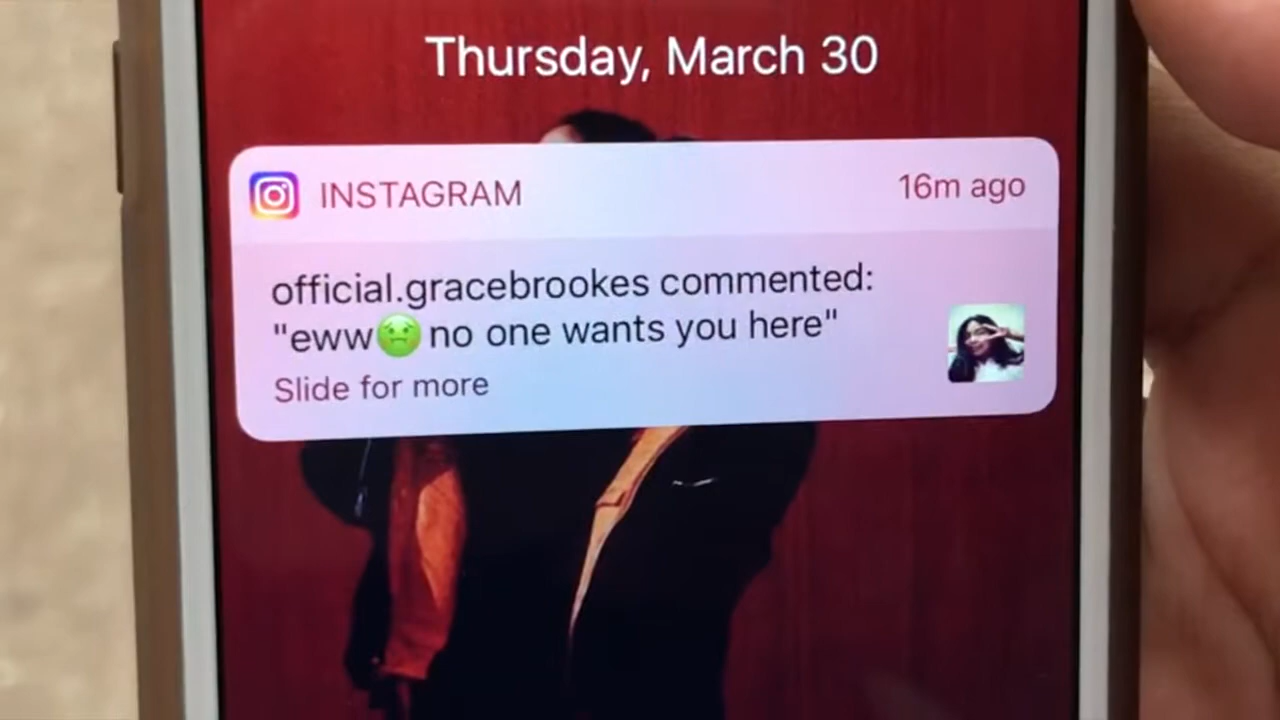 Thursday, March 30
INSTAGRAM 16m ago
official.gracebrookes commented:
"eww🤢no one wants you here"
Slide for more